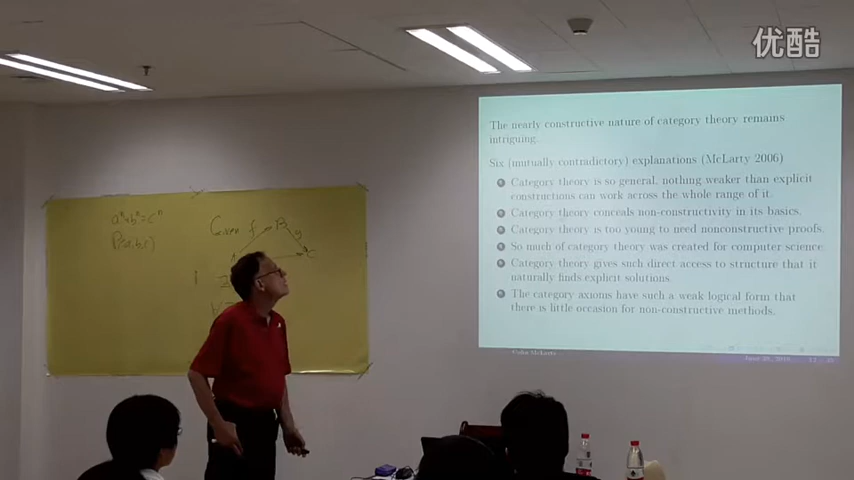 优酷
The nearly constructive nature of category theory remains
intriguing.
Six (mutually contradictory) explanations (McLarty 2006)
Category theory is so general, nothing weaker than explicit
constructions can work across the whole range of it.
Category theory conceals non-constructivity in its basics.
Category theory is too young to need nonconstructive proofs.
So much of category theory was created for computer science
Category theory gives such direct access to structure that it
naturally finds explicit solutions.
The category axioms have such a weak logical form that
there is little occasion for non-constructive methods.
Colin McLarty
aⁿ+bⁿ=cⁿ
P(a,b,c)
Given f B
g